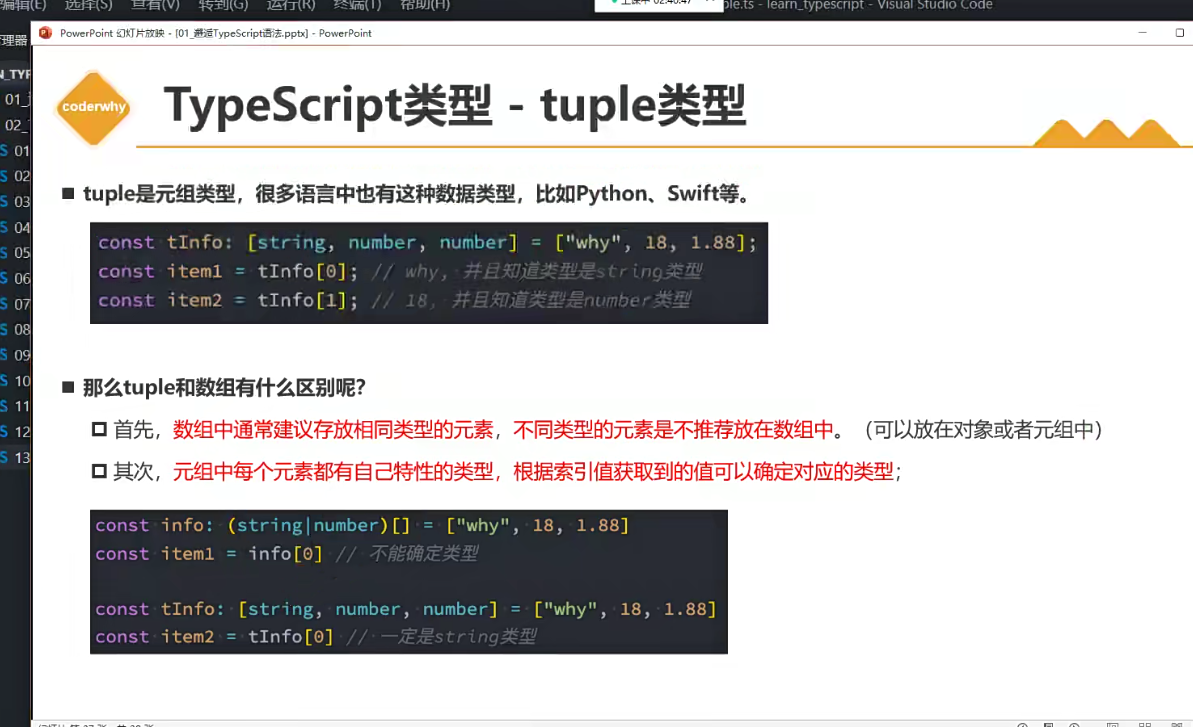 编辑(E) 选择(S) 查看(V) 转到(G) 运行(R) 终端(T) 帮助(H) 上课中 02:40:47 ple.ts - learn_typescript - Visual Studio Code
PowerPoint 幻灯片放映 - [01_邂逅TypeScript语法.pptx] - PowerPoint
管理器
N_TYP
01_
02_
S 01
S 02
S 03
S 04
S 05
S 06
S 07
S 08
S 09
S 10
S 11
S 12
S 13
coderwhy
TypeScript类型 - tuple类型
tuple是元组类型，很多语言中也有这种数据类型，比如Python、Swift等。
const tInfo: [string, number, number] = ["why", 18, 1.88];
const item1 = tInfo[0]; // why, 并且知道类型是string类型
const item2 = tInfo[1]; // 18, 并且知道类型是number类型
那么tuple和数组有什么区别呢？
首先，数组中通常建议存放相同类型的元素，不同类型的元素是不推荐放在数组中。（可以放在对象或者元组中）
其次，元组中每个元素都有自己特性的类型，根据索引值获取到的值可以确定对应的类型；
const info: (string|number)[] = ["why", 18, 1.88]
const item1 = info[0] // 不能确定类型
const tInfo: [string, number, number] = ["why", 18, 1.88]
const item2 = tInfo[0] // 一定是string类型